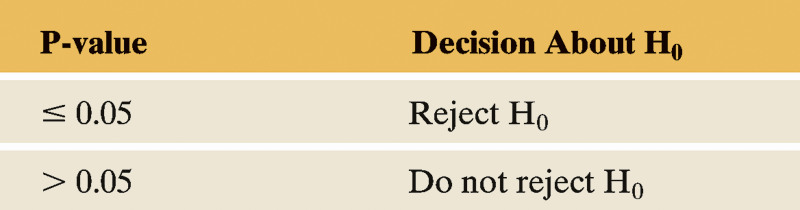 P-value Decision About H₀
≤ 0.05 Reject H₀
> 0.05 Do not reject H₀